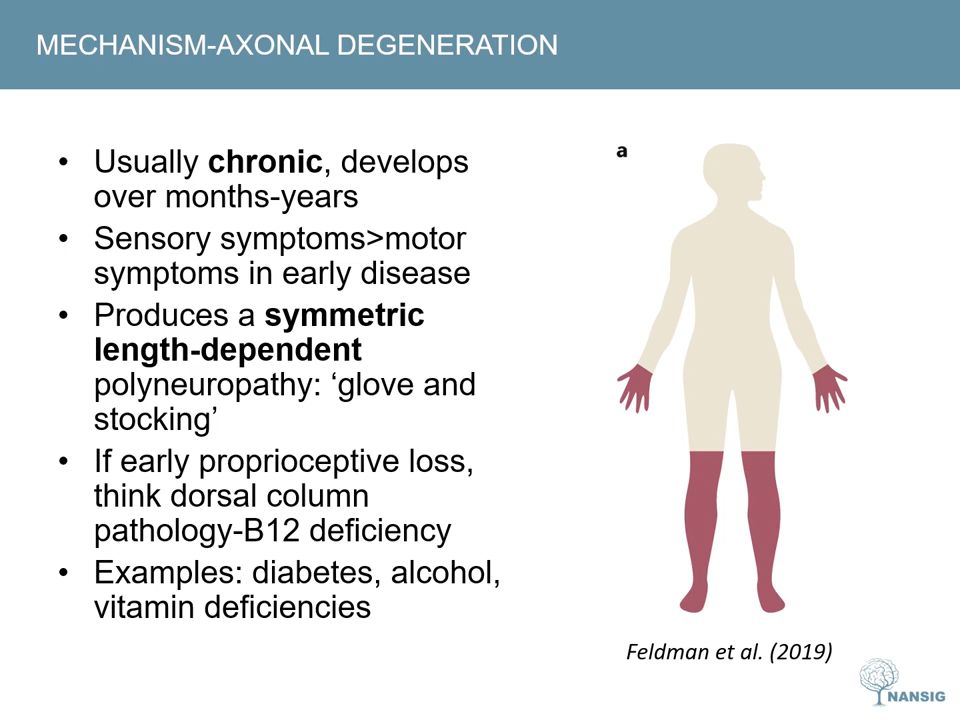 MECHANISM-AXONAL DEGENERATION
• Usually chronic, develops
over months-years
• Sensory symptoms>motor
symptoms in early disease
• Produces a symmetric
length-dependent
polyneuropathy: ‘glove and
stocking’
• If early proprioceptive loss,
think dorsal column
pathology-B12 deficiency
• Examples: diabetes, alcohol,
vitamin deficiencies
a
Feldman et al. (2019)
NANSIG